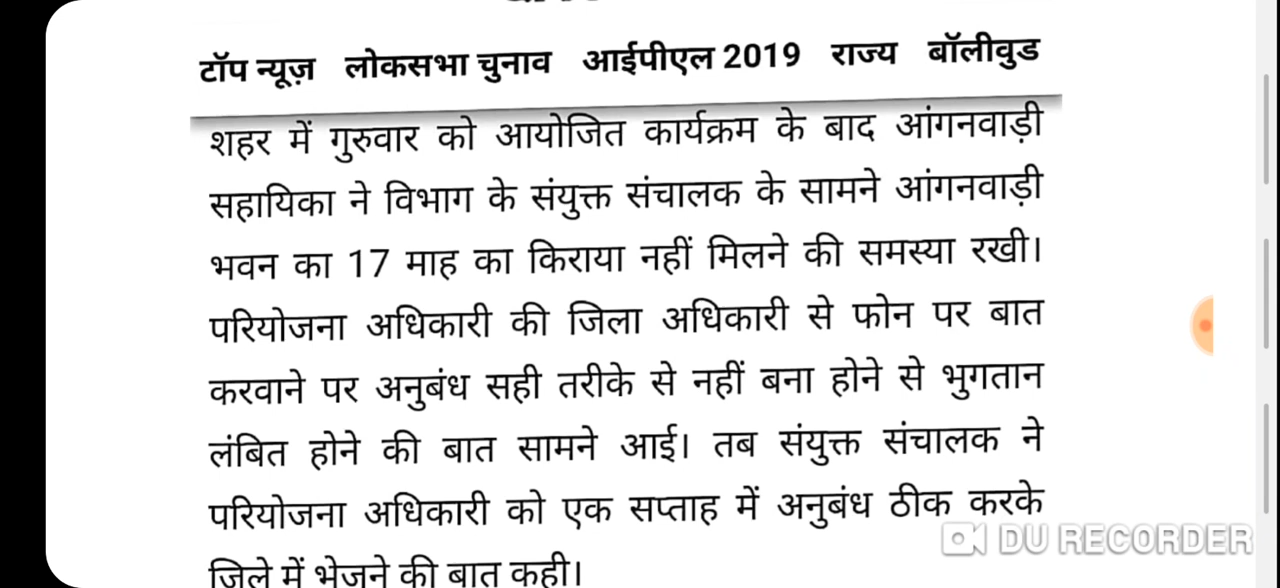 टॉप न्यूज़ लोकसभा चुनाव आईपीएल 2019 राज्य बॉलीवुड
शहर में गुरुवार को आयोजित कार्यक्रम के बाद आंगनवाड़ी
सहायिका ने विभाग के संयुक्त संचालक के सामने आंगनवाड़ी
भवन का 17 माह का किराया नहीं मिलने की समस्या रखी।
परियोजना अधिकारी की जिला अधिकारी से फोन पर बात
करवाने पर अनुबंध सही तरीके से नहीं बना होने से भुगतान
लंबित होने की बात सामने आई। तब संयुक्त संचालक ने
परियोजना अधिकारी को एक सप्ताह में अनुबंध ठीक करके
जिले में भेजने की बात कही।
DU RECORDER